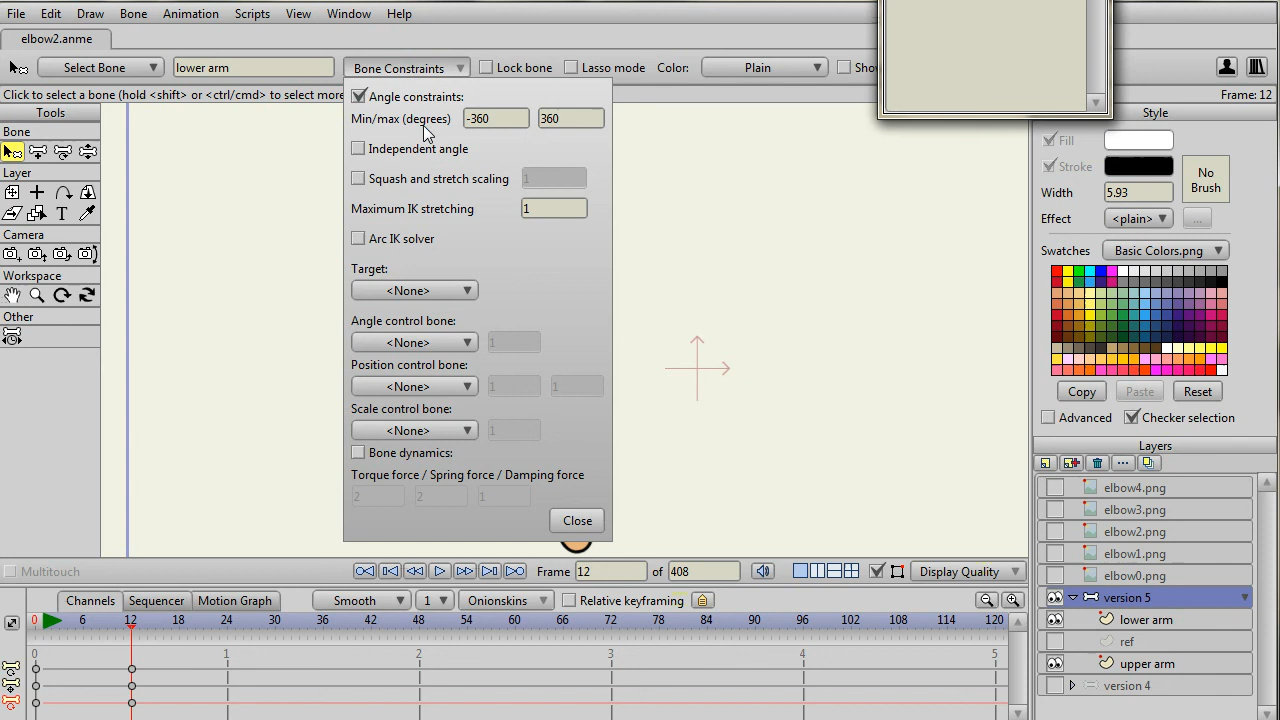 File Edit Draw Bone Animation Scripts View Window Help
elbow2.anme
Select Bone lower arm Bone Constraints Lock bone Lasso mode Color: Plain Sho
Click to select a bone (hold <shift> or <ctrl/cmd> to select more Frame: 12
Tools
Bone
Layer
Camera
Workspace
Other
Angle constraints:
Min/max (degrees) -360 360
Independent angle
Squash and stretch scaling 1
Maximum IK stretching 1
Arc IK solver
Target:
<None>
Angle control bone:
<None> 1
Position control bone:
<None> 1 1
Scale control bone:
<None> 1
Bone dynamics:
Torque force / Spring force / Damping force
2 2 1
Close
Style
Fill
Stroke
Width 5.93
No
Brush
Effect <plain> ...
Swatches Basic Colors.png
Copy Paste Reset
Advanced Checker selection
Layers
elbow4.png
elbow3.png
elbow2.png
elbow1.png
elbow0.png
version 5
lower arm
ref
upper arm
version 4
Multitouch Frame 12 of 408 Display Quality
Channels Sequencer Motion Graph Smooth 1 Onionskins Relative keyframing
0 6 12 18 24 30 36 42 48 54 60 66 72 78 84 90 96 102 108 114 120
0 1 2 3 4 5